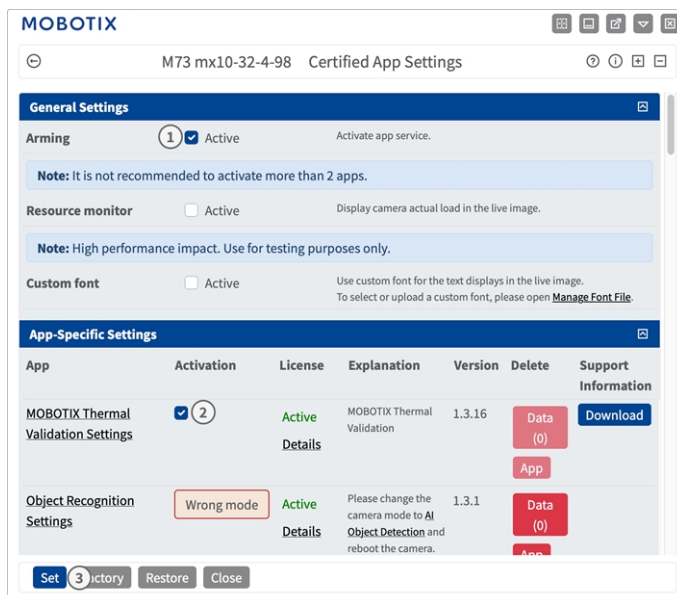 MOBOTIX
M73 mx10-32-4-98 Certified App Settings
General Settings
Arming
1
Active
Activate app service.
Note: It is not recommended to activate more than 2 apps.
Resource monitor
Active
Display camera actual load in the live image.
Note: High performance impact. Use for testing purposes only.
Custom font
Active
Use custom font for the text displays in the live image.
To select or upload a custom font, please open Manage Font File.
App-Specific Settings
App
Activation
License
Explanation
Version
Delete
Support
Information
MOBOTIX Thermal
Validation Settings
2
Active
Details
MOBOTIX Thermal
Validation
1.3.16
Data
(0)
App
Download
Object Recognition
Settings
Wrong mode
Active
Details
Please change the
camera mode to AI
Object Detection and
reboot the camera.
1.3.1
Data
(0)
App
Set
3
ctory
Restore
Close